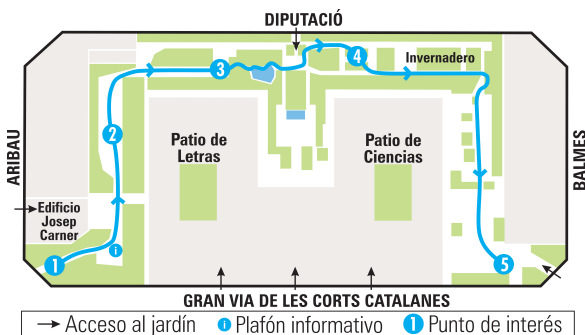 DIPUTACIÓ
3
4
Invernadero
2
Patio de
Letras
Patio de
Ciencias
ARIBAU
BALMES
Edificio
Josep
Carner
1
i
5
GRAN VIA DE LES CORTS CATALANES
→ Acceso al jardín i Plafón informativo 1 Punto de interés